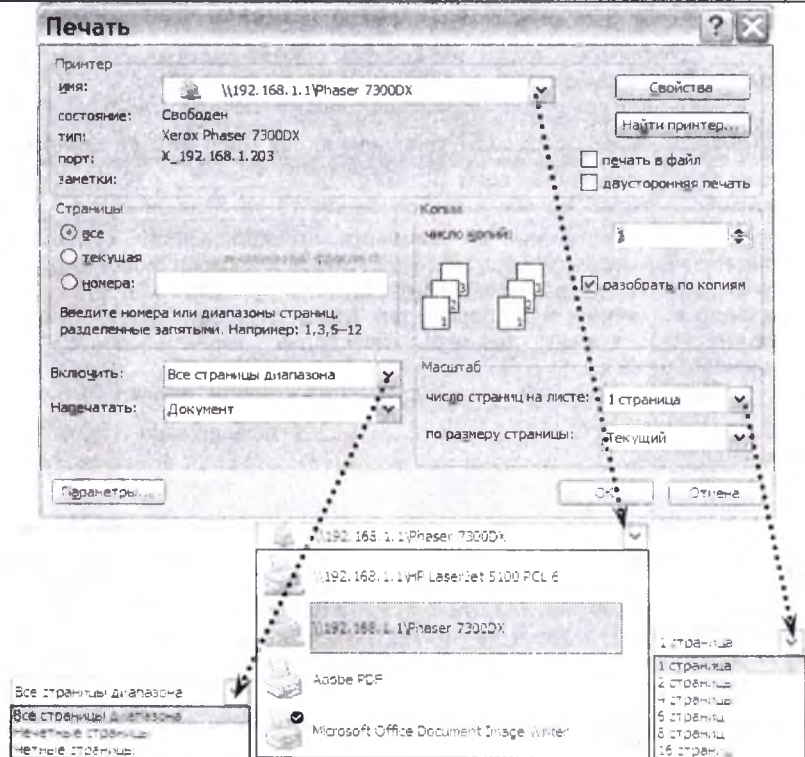 Печать
Принтер
имя: \\192.168.1.1\Phaser 7300DX
Свойства
состояние: Свободен
тип: Xerox Phaser 7300DX
Найти принтер...
порт: X_192.168.1.203
печать в файл
заметки:
двусторонняя печать
Страницы
все
текущая
номера:
Введите номера или диапазоны страниц,
разделенные запятыми. Например: 1,3,5–12
Копии
число копий: 1
разобрать по копиям
Включить: Все страницы диапазона
Напечатать: Документ
Масштаб
число страниц на листе: 1 страница
по размеру страницы: Текущий
Параметры...
ОК
Отмена
\\192.168.1.1\Phaser 7300DX
\\192.168.1.1\HP LaserJet 5100 PCL 6
\\192.168.1.1\Phaser 7300DX
Adobe PDF
Microsoft Office Document Image Writer
Все страницы диапазона
Все страницы диапазона
Нечетные страницы
Четные страницы
1 страница
1 страница
2 страницы
4 страницы
6 страниц
8 страниц
16 страниц